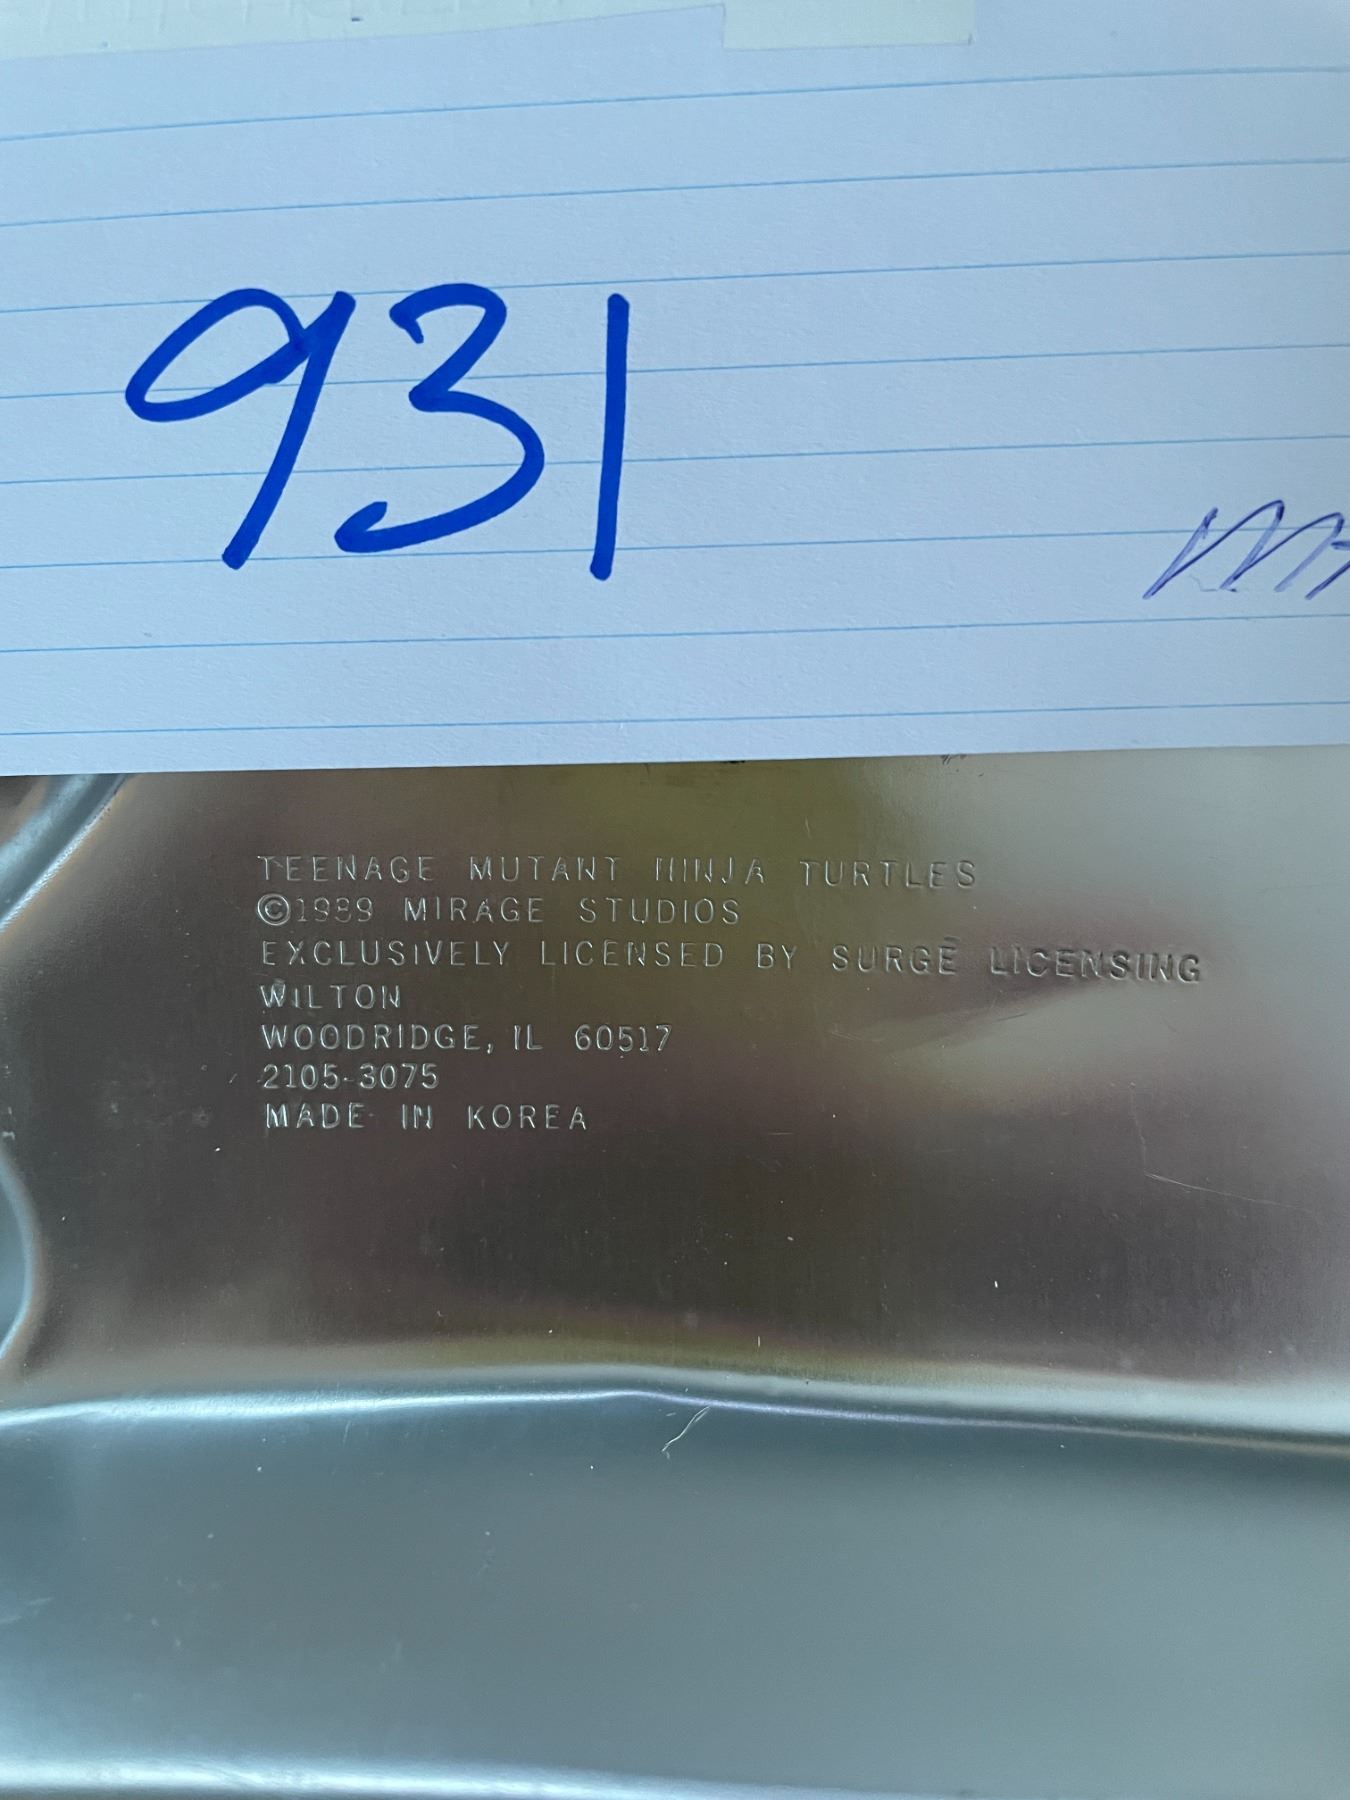 931
TEENAGE MUTANT NINJA TURTLES
©1989 MIRAGE STUDIOS
EXCLUSIVELY LICENSED BY SURGE LICENSING
WILTON
WOODRIDGE, IL 60517
2105-3075
MADE IN KOREA